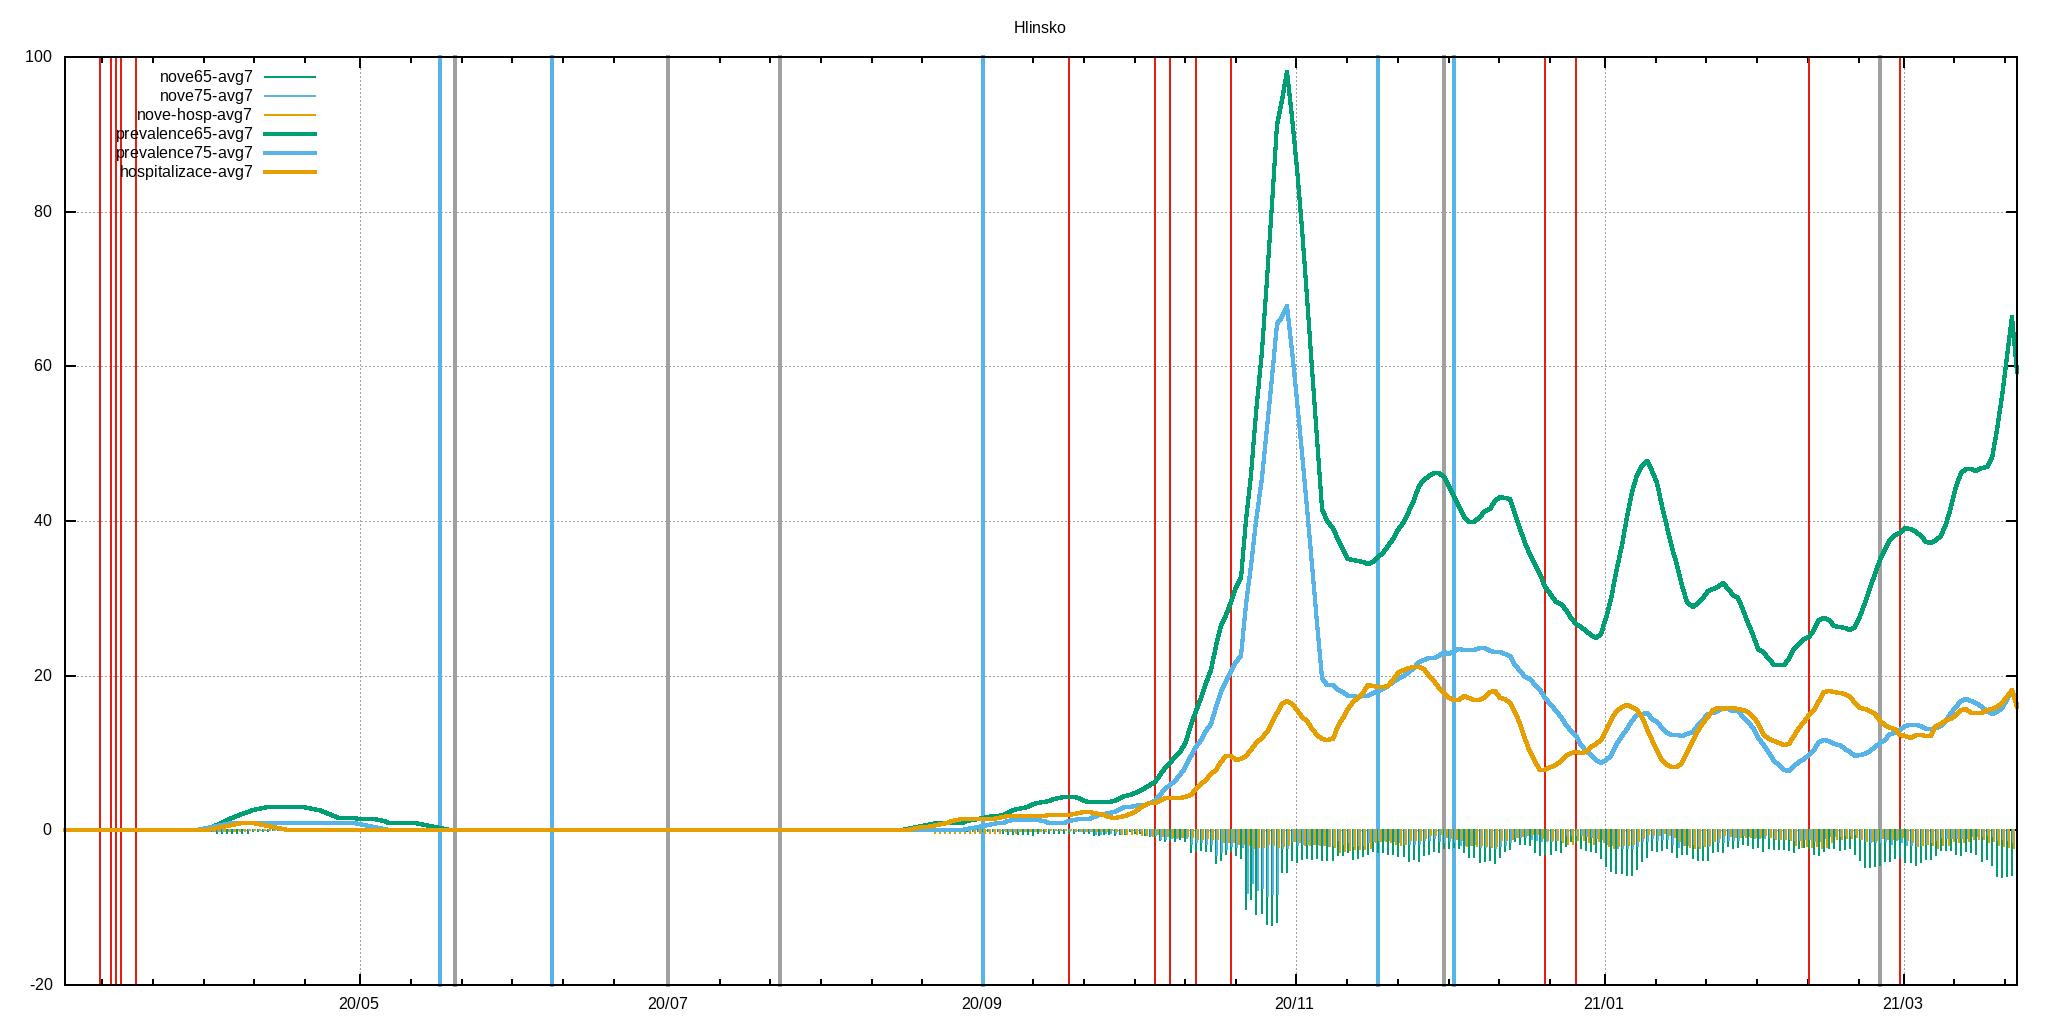 Hlinsko
100
80
60
40
20
0
-20
nove65-avg7
nove75-avg7
nove-hosp-avg7
prevalence65-avg7
prevalence75-avg7
hospitalizace-avg7
20/05
20/07
20/09
20/11
21/01
21/03